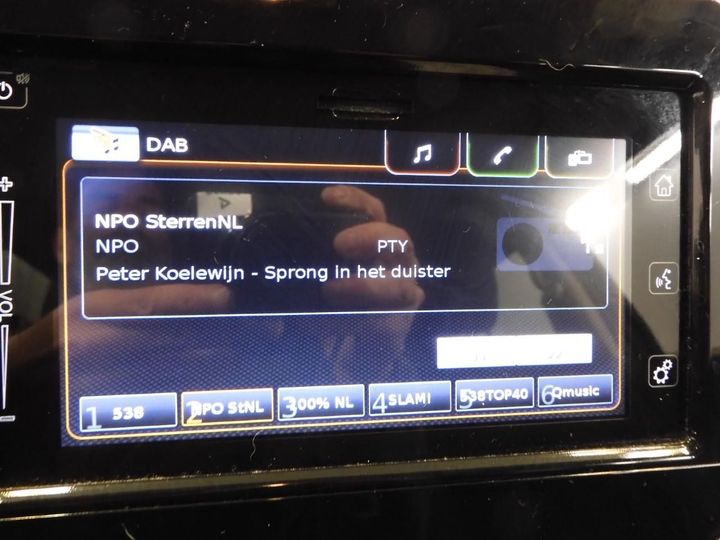 DAB
NPO SterrenNL
NPO PTY
Peter Koelewijn - Sprong in het duister
1 538 2 NPO StNL 3 100% NL 4 SLAM! 5 538TOP40 6 Qmusic
+
VOL